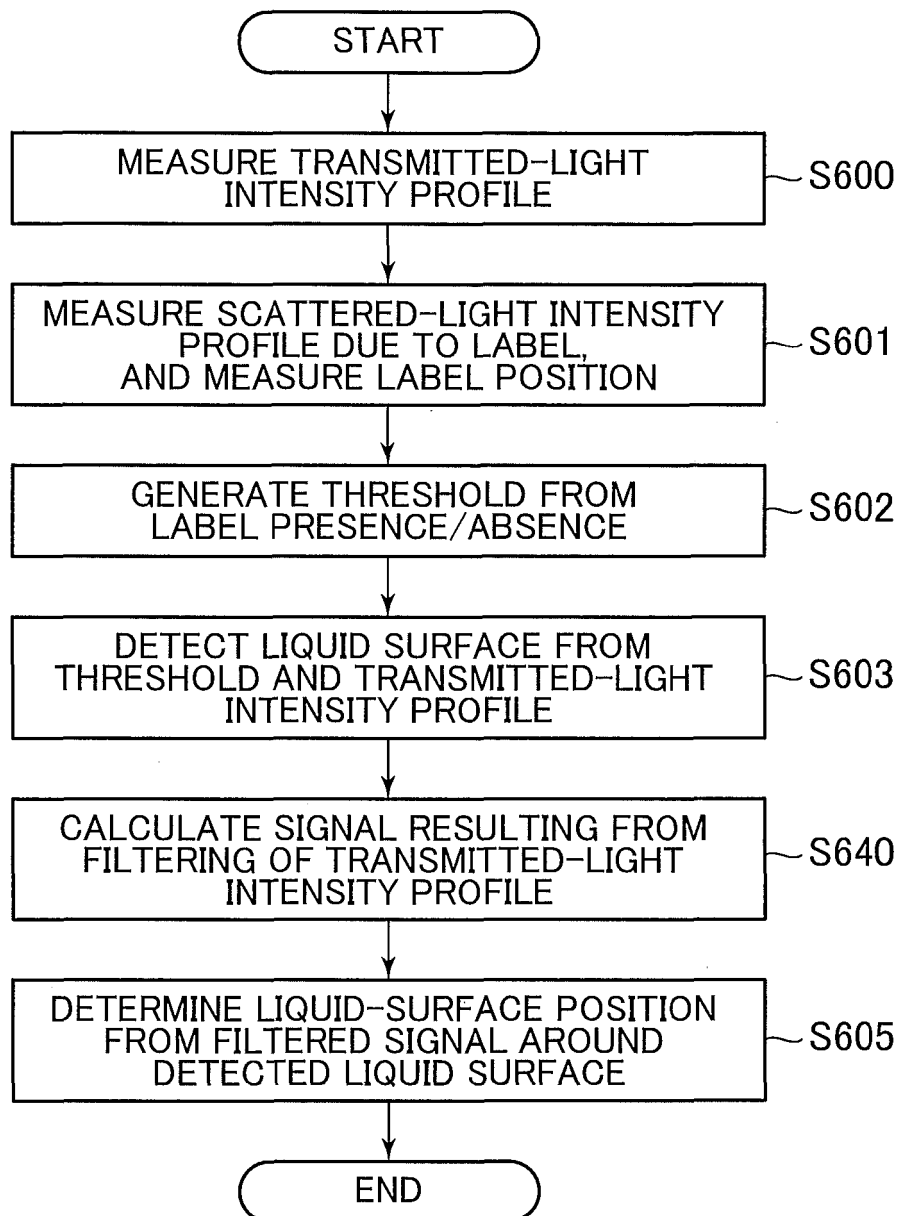 START
MEASURE TRANSMITTED-LIGHT
INTENSITY PROFILE
S600
MEASURE SCATTERED-LIGHT INTENSITY
PROFILE DUE TO LABEL,
AND MEASURE LABEL POSITION
S601
GENERATE THRESHOLD FROM
LABEL PRESENCE/ABSENCE
S602
DETECT LIQUID SURFACE FROM
THRESHOLD AND TRANSMITTED-LIGHT
INTENSITY PROFILE
S603
CALCULATE SIGNAL RESULTING FROM
FILTERING OF TRANSMITTED-LIGHT
INTENSITY PROFILE
S640
DETERMINE LIQUID-SURFACE POSITION
FROM FILTERED SIGNAL AROUND
DETECTED LIQUID SURFACE
S605
END